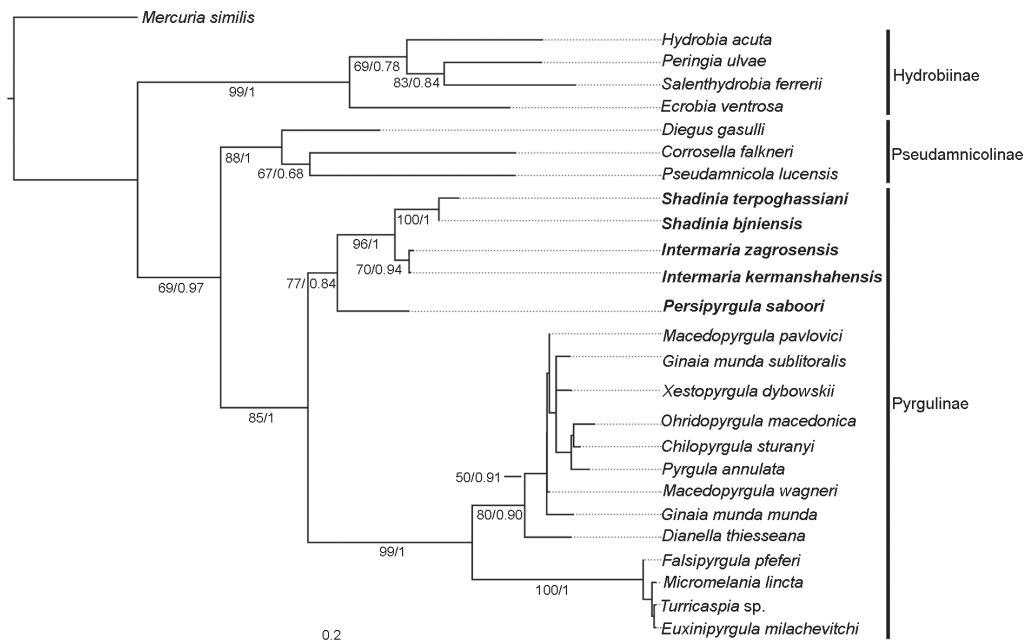 Mercuria similis
Hydrobia acuta
69/0.78
Peringia ulvae
83/0.84
Salenthydrobia ferrerii
Hydrobiinae
99/1
Ecrobia ventrosa
Diegus gasulli
88/1
Corrosella falkneri
Pseudamnicolinae
67/0.68
Pseudamnicola lucensis
Shadinia terpoghassiani
100/1
Shadinia bjniensis
96/1
Intermaria zagrosensis
70/0.94
Intermaria kermanshahensis
77/0.84
69/0.97
Persipyrgula saboori
Macedopyrgula pavlovici
Ginaia munda sublitoralis
Xestopyrgula dybowskii
Pyrgulinae
85/1
Ohridopyrgula macedonica
Chilopyrgula sturanyi
Pyrgula annulata
50/0.91
Macedopyrgula wagneri
80/0.90
Ginaia munda munda
Dianella thiesseana
99/1
Falsipyrgula pfeferi
Micromelania lincta
100/1
Turricaspia sp.
Euxinipyrgula milachevitchi
0.2